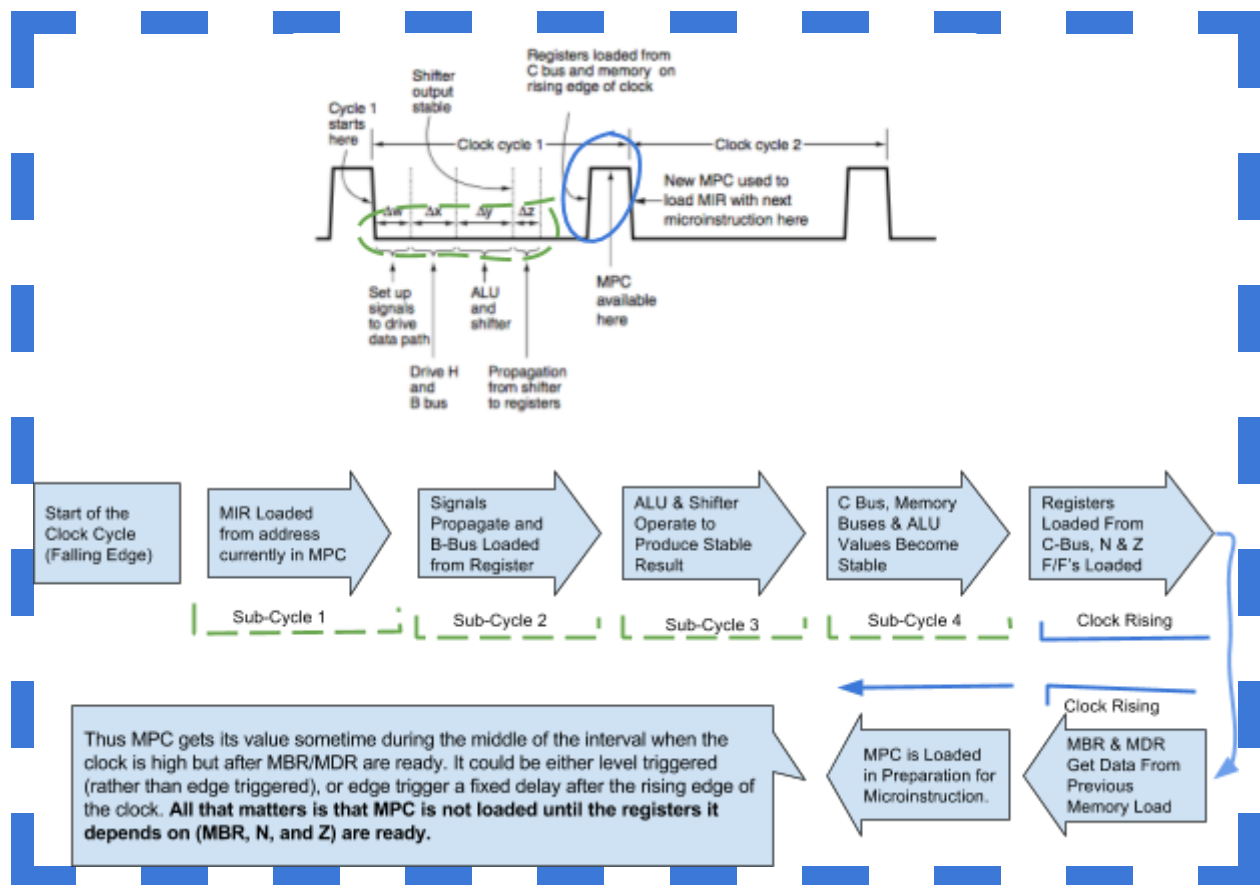 Registers loaded from
C bus and memory on
rising edge of clock
Shifter
output
stable
Cycle 1
starts
here
Clock cycle 1
Clock cycle 2
New MPC used to
load MIR with next
microinstruction here
Δw
Δx
Δy
Δz
MPC
available
here
Set up
signals
to drive
data path
ALU
and
shifter
Drive H
and
B bus
Propagation
from shifter
to registers
Start of the
Clock Cycle
(Falling Edge)
MIR Loaded
from address
currently in MPC
Signals
Propagate and
B-Bus Loaded
from Register
ALU & Shifter
Operate to
Produce Stable
Result
C Bus, Memory
Buses & ALU
Values Become
Stable
Registers
Loaded From
C-Bus, N & Z
F/F's Loaded
Sub-Cycle 1
Sub-Cycle 2
Sub-Cycle 3
Sub-Cycle 4
Clock Rising
Clock Rising
MBR & MDR
Get Data From
Previous
Memory Load
MPC is Loaded
in Preparation for
Microinstruction.
Thus MPC gets its value sometime during the middle of the interval when the
clock is high but after MBR/MDR are ready. It could be either level triggered
(rather than edge triggered), or edge trigger a fixed delay after the rising edge of
the clock. All that matters is that MPC is not loaded until the registers it
depends on (MBR, N, and Z) are ready.